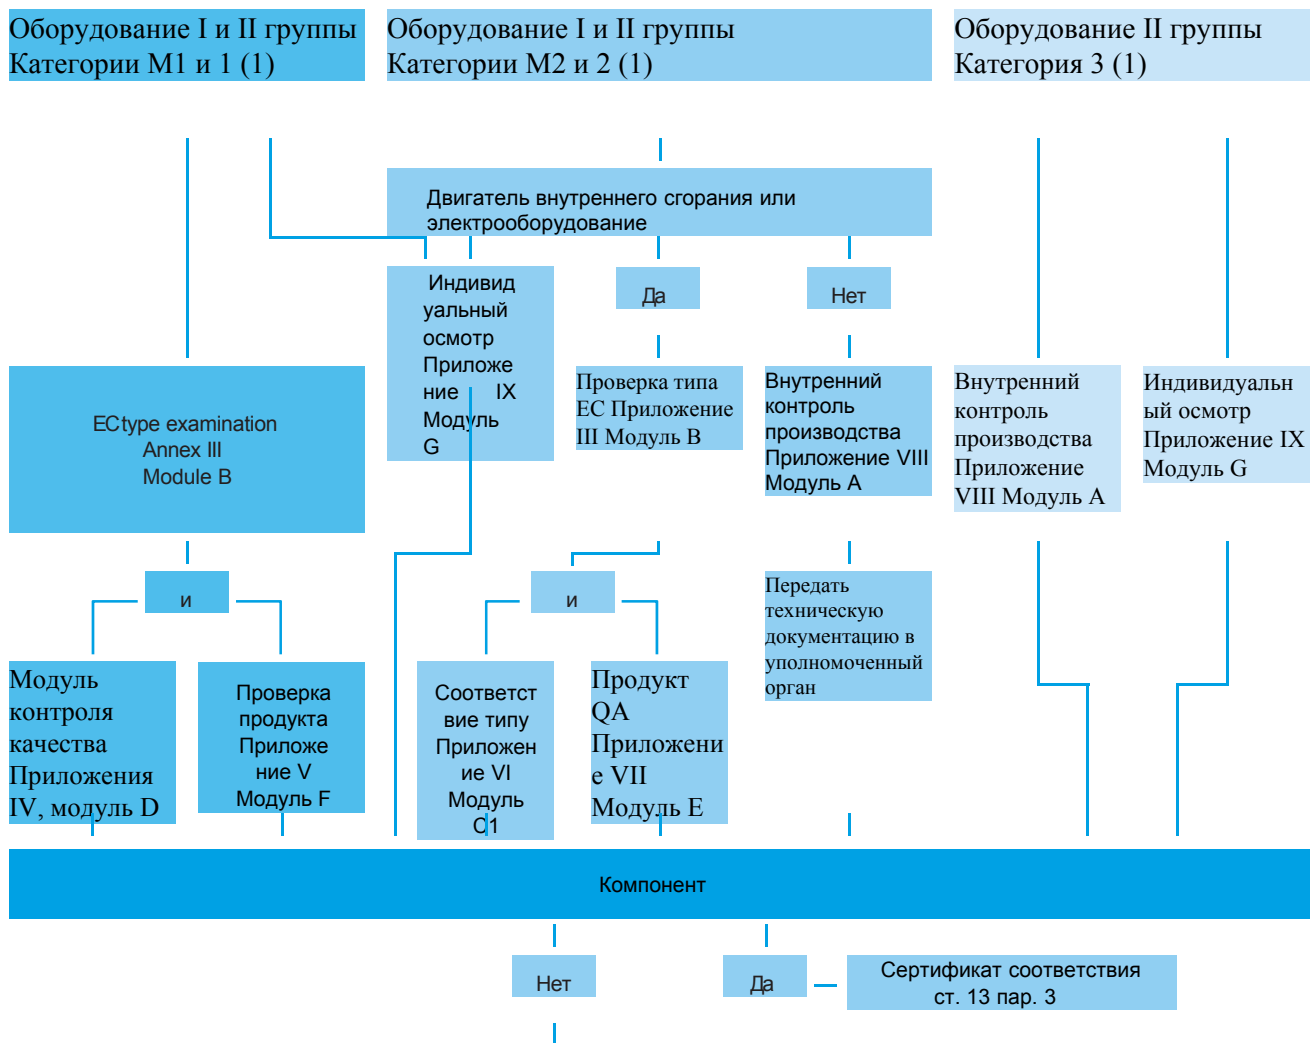 Оборудование I и II группы
Категории M1 и 1 (1)
Оборудование I и II группы
Категории M2 и 2 (1)
Оборудование II группы
Категория 3 (1)
Двигатель внутреннего сгорания или
электрооборудование
Индивид
уальный
осмотр
Приложе
ние IX
Модуль
G
Да
Нет
ECtype examination
Annex III
Module B
Проверка типа
ЕС Приложение
III Модуль B
Внутренний
контроль
производства
Приложение VIII
Модуль A
Внутренний
контроль
производства
Приложение
VIII Модуль A
Индивидуальн
ый осмотр
Приложение IX
Модуль G
и
и
Передать
техническую
документацию в
уполномоченный
орган
Модуль
контроля
качества
Приложения
IV, модуль D
Проверка
продукта
Приложе
ние V
Модуль F
Соответст
вие типу
Приложен
ие VI
Модуль
C1
Продукт
QA
Приложени
е VII
Модуль E
Компонент
Нет
Да
Сертификат соответствия
ст. 13 пар. 3